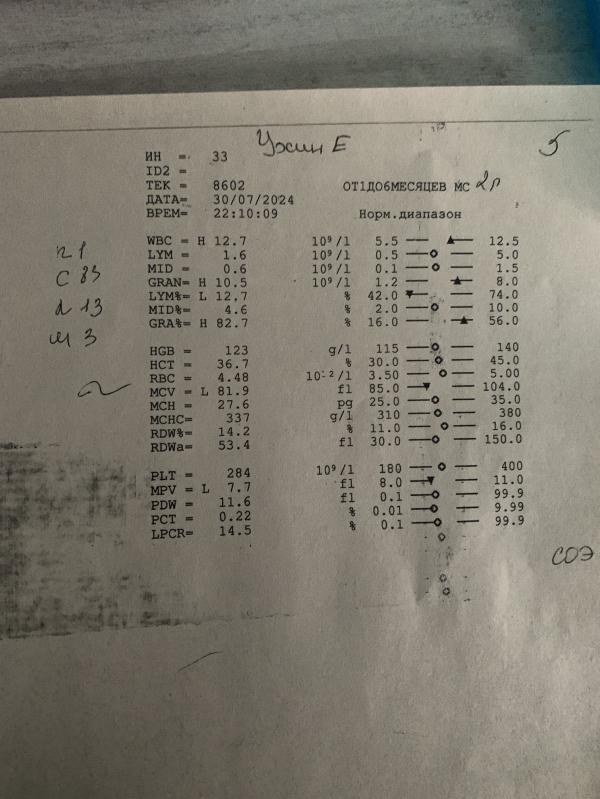 Е 5
ИН = 33
ID2 =
ТЕК = 8602 ОТ1ДО6МЕСЯЦЕВ МС
ДАТА= 30/07/2024
ВРЕМ= 22:10:09 Норм.диапазон
WBC = H 12.7 10⁹/l 5.5 12.5
LYM = 1.6 10⁹/l 0.5 5.0
MID = 0.6 10⁹/l 0.1 1.5
GRAN= H 10.5 10⁹/l 1.2 8.0
LYM%= L 12.7 % 42.0 74.0
MID%= 4.6 % 2.0 10.0
GRA%= H 82.7 % 16.0 56.0
п 1
с 83
л 13
м 3
HGB = 123 g/l 115 140
HCT = 36.7 % 30.0 45.0
RBC = 4.48 10¹²/l 3.50 5.00
MCV = L 81.9 fl 85.0 104.0
MCH = 27.6 pg 25.0 35.0
MCHC= 337 g/l 310 380
RDW%= 14.2 % 11.0 16.0
RDWa= 53.4 fl 30.0 150.0
PLT = 284 10⁹/l 180 400
MPV = L 7.7 fl 8.0 11.0
PDW = 11.6 fl 0.1 99.9
PCT = 0.22 % 0.01 9.99
LPCR= 14.5 % 0.1 99.9
СОЭ